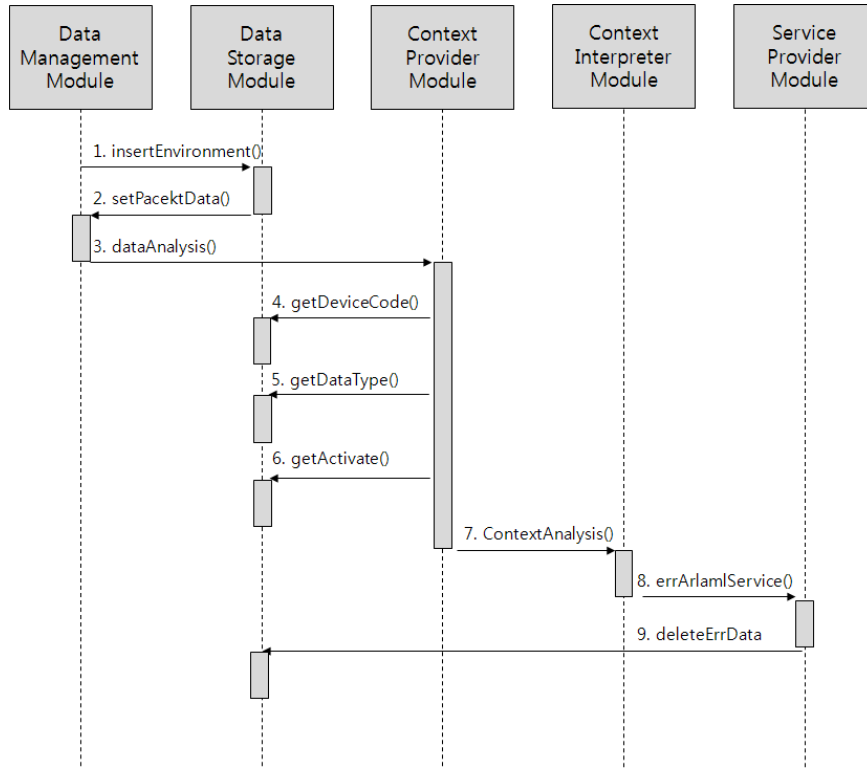 Data
Management
Module
Data
Storage
Module
Context
Provider
Module
Context
Interpreter
Module
Service
Provider
Module
1. insertEnvironment()
2. setPacektData()
3. dataAnalysis()
4. getDeviceCode()
5. getDataType()
6. getActivate()
7. ContextAnalysis()
8. errArlamlService()
9. deleteErrData